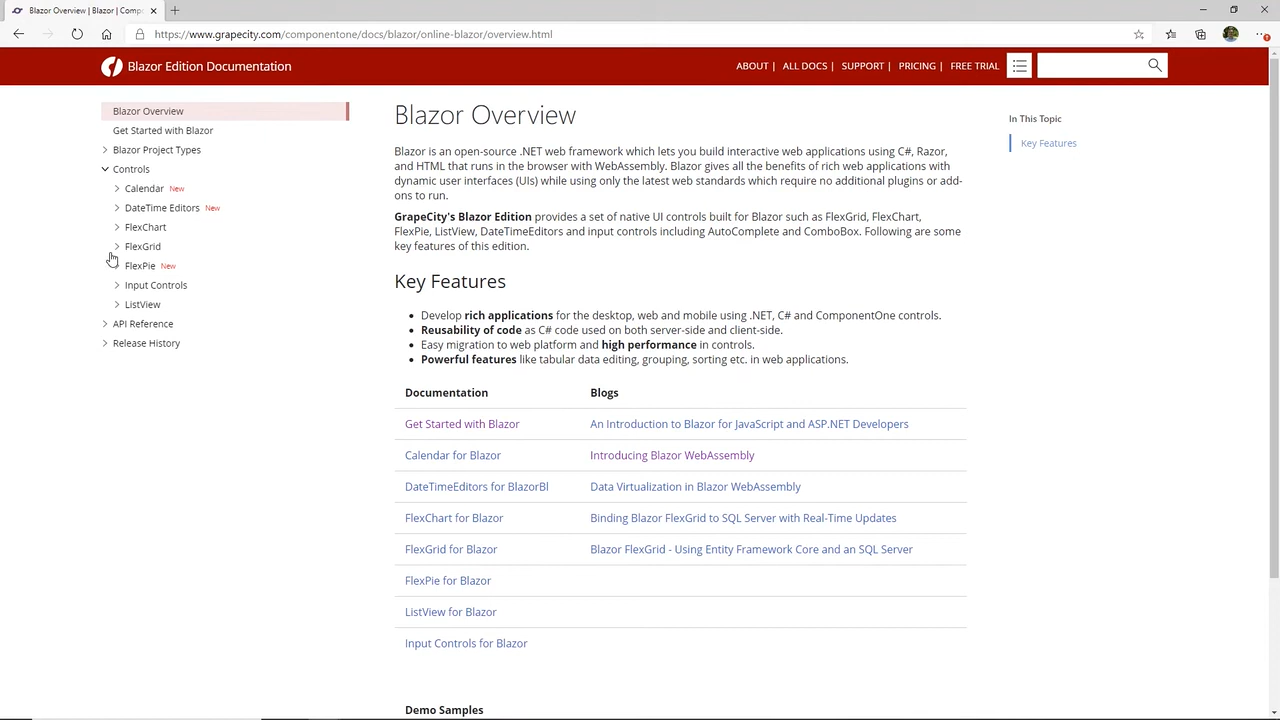 Blazor Overview | Blazor | Comp
https://www.grapecity.com/componentone/docs/blazor/online-blazor/overview.html
Blazor Edition Documentation
ABOUT | ALL DOCS | SUPPORT | PRICING | FREE TRIAL
Blazor Overview
Get Started with Blazor
Blazor Project Types
Controls
Calendar New
DateTime Editors New
FlexChart
FlexGrid
FlexPie New
Input Controls
ListView
API Reference
Release History
Blazor Overview
Blazor is an open-source .NET web framework which lets you build interactive web applications using C#, Razor,
and HTML that runs in the browser with WebAssembly. Blazor gives all the benefits of rich web applications with
dynamic user interfaces (UIs) while using only the latest web standards which require no additional plugins or add-
ons to run.
GrapeCity's Blazor Edition provides a set of native UI controls built for Blazor such as FlexGrid, FlexChart,
FlexPie, ListView, DateTimeEditors and input controls including AutoComplete and ComboBox. Following are some
key features of this edition.
Key Features
Develop rich applications for the desktop, web and mobile using .NET, C# and ComponentOne controls.
Reusability of code as C# code used on both server-side and client-side.
Easy migration to web platform and high performance in controls.
Powerful features like tabular data editing, grouping, sorting etc. in web applications.
Documentation Blogs
Get Started with Blazor An Introduction to Blazor for JavaScript and ASP.NET Developers
Calendar for Blazor Introducing Blazor WebAssembly
DateTimeEditors for BlazorBl Data Virtualization in Blazor WebAssembly
FlexChart for Blazor Binding Blazor FlexGrid to SQL Server with Real-Time Updates
FlexGrid for Blazor Blazor FlexGrid - Using Entity Framework Core and an SQL Server
FlexPie for Blazor
ListView for Blazor
Input Controls for Blazor
Demo Samples
In This Topic
Key Features